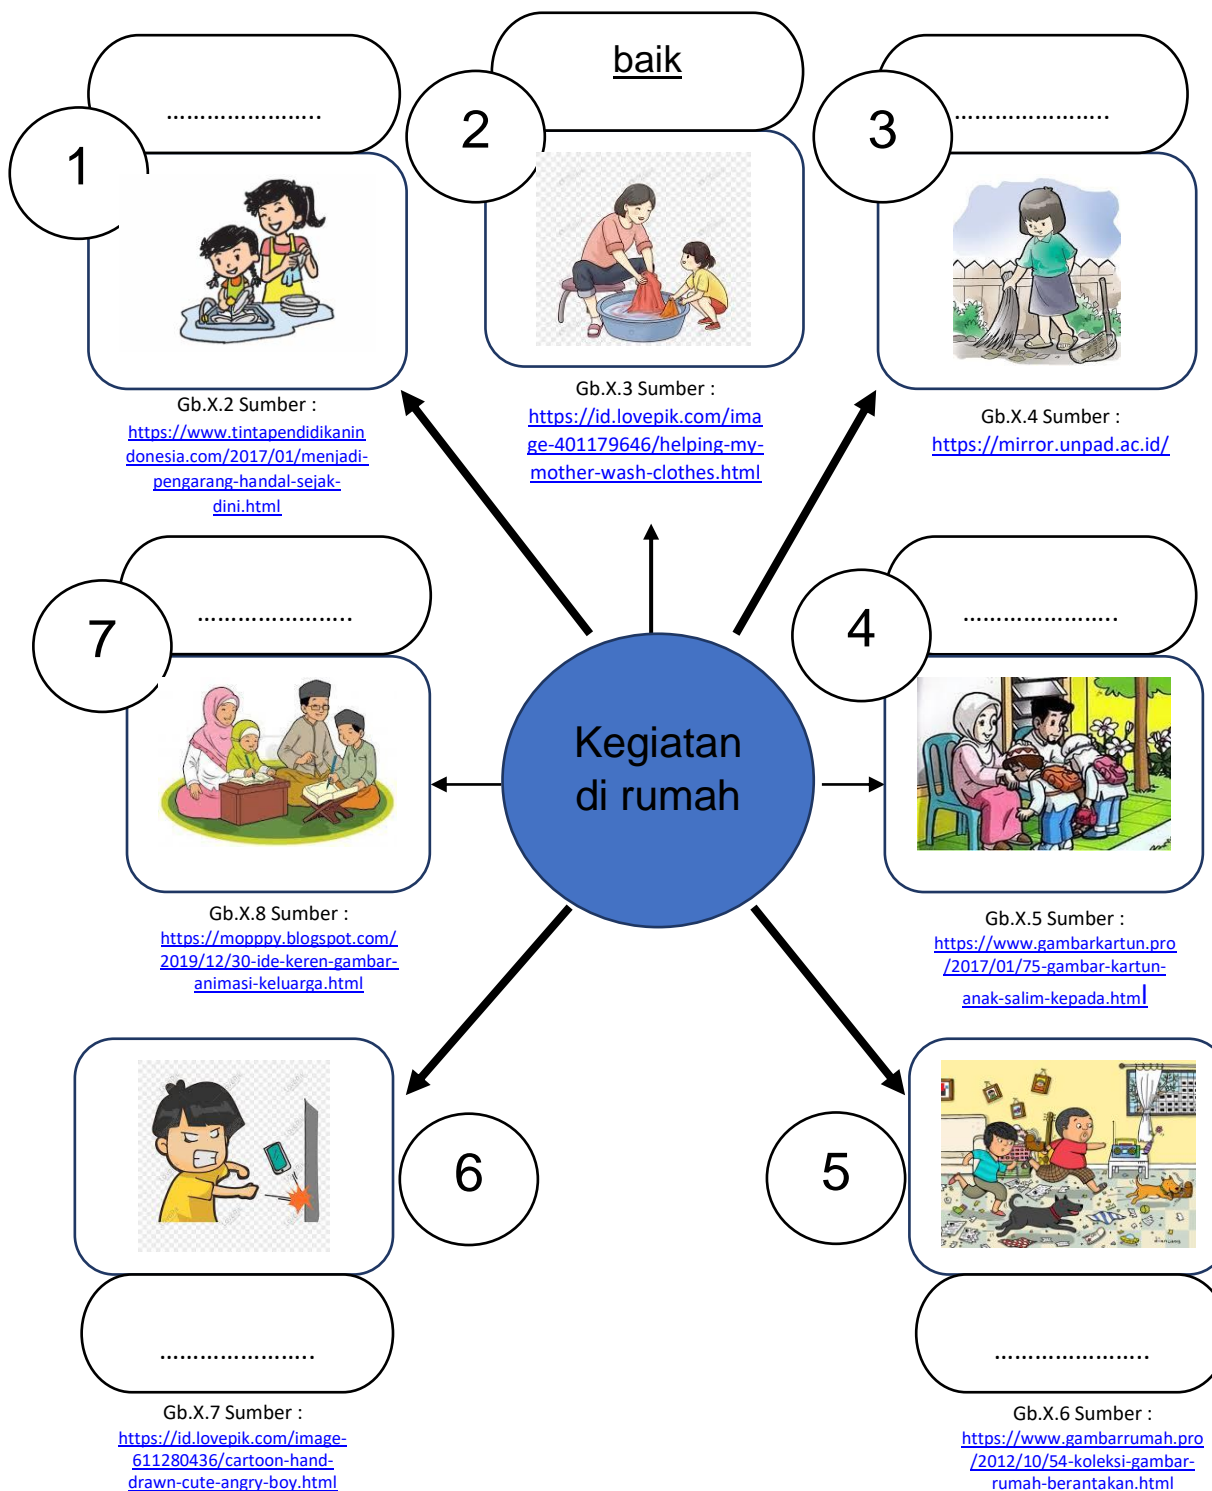 baik
1
…………………..
2
3
…………………..
Gb.X.2 Sumber :
https://www.tintapendidikanin
donesia.com/2017/01/menjadi-
pengarang-handal-sejak-
dini.html
Gb.X.3 Sumber :
https://id.lovepik.com/ima
ge-401179646/helping-my-
mother-wash-clothes.html
Gb.X.4 Sumber :
https://mirror.unpad.ac.id/
7
…………………..
4
…………………..
Kegiatan
di rumah
Gb.X.8 Sumber :
https://mopppy.blogspot.com/
2019/12/30-ide-keren-gambar-
animasi-keluarga.html
Gb.X.5 Sumber :
https://www.gambarkartun.pro
/2017/01/75-gambar-kartun-
anak-salim-kepada.html
6
5
…………………..
…………………..
Gb.X.7 Sumber :
https://id.lovepik.com/image-
611280436/cartoon-hand-
drawn-cute-angry-boy.html
Gb.X.6 Sumber :
https://www.gambarrumah.pro
/2012/10/54-koleksi-gambar-
rumah-berantakan.html